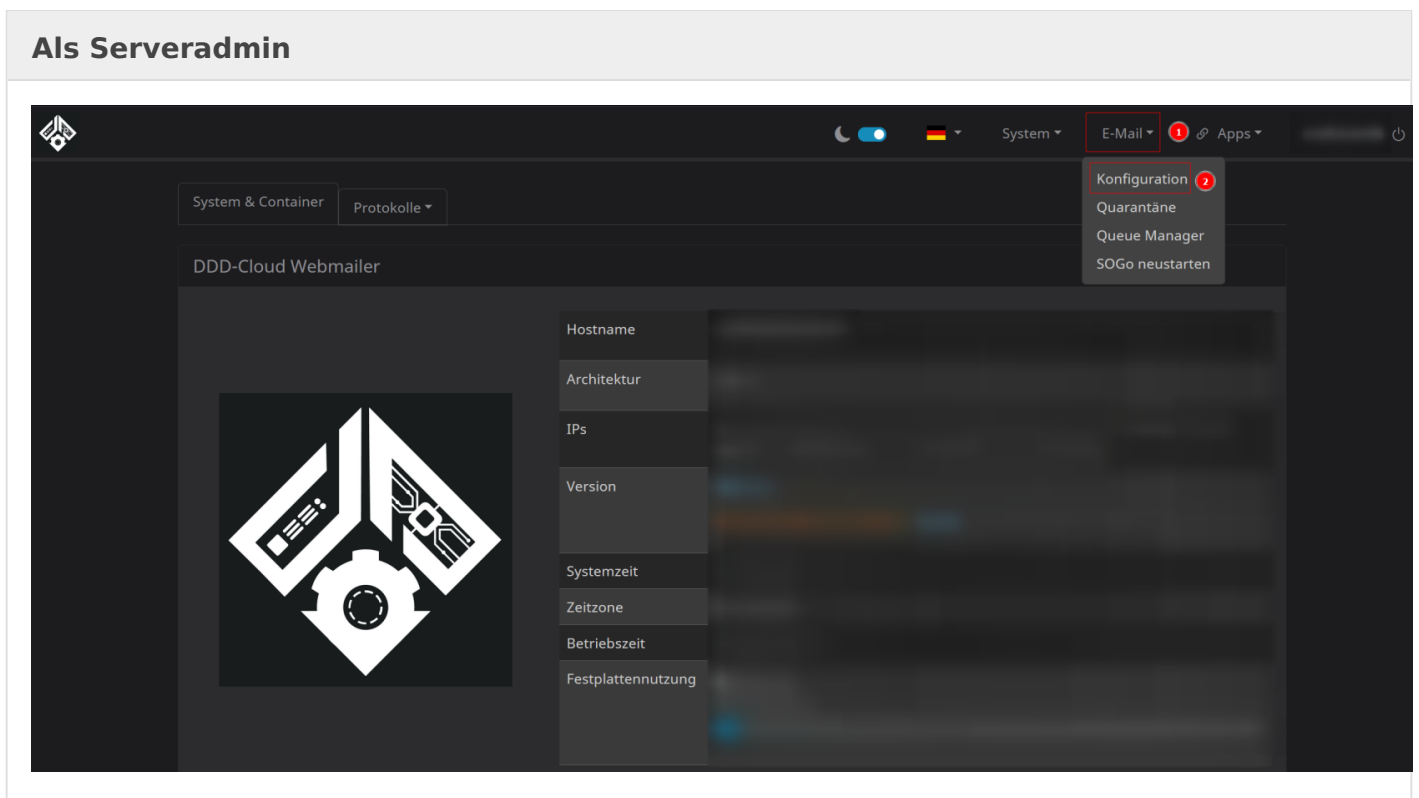 Als Serveradmin
System E-Mail 1 Apps
Konfiguration 2
Quarantäne
Queue Manager
SOGo neustarten
System & Container Protokolle
DDD-Cloud Webmailer
Hostname
Architektur
IPs
Version
Systemzeit
Zeitzone
Betriebszeit
Festplattennutzung